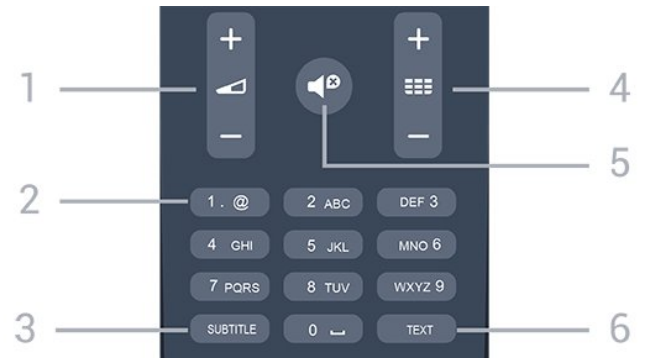 + +
1 4
- -
5
2 1 . @ 2 ABC DEF 3
4 GHI 5 JKL MNO 6
7 PQRS 8 TUV WXYZ 9
3 SUBTITLE 0 ⎵ TEXT 6